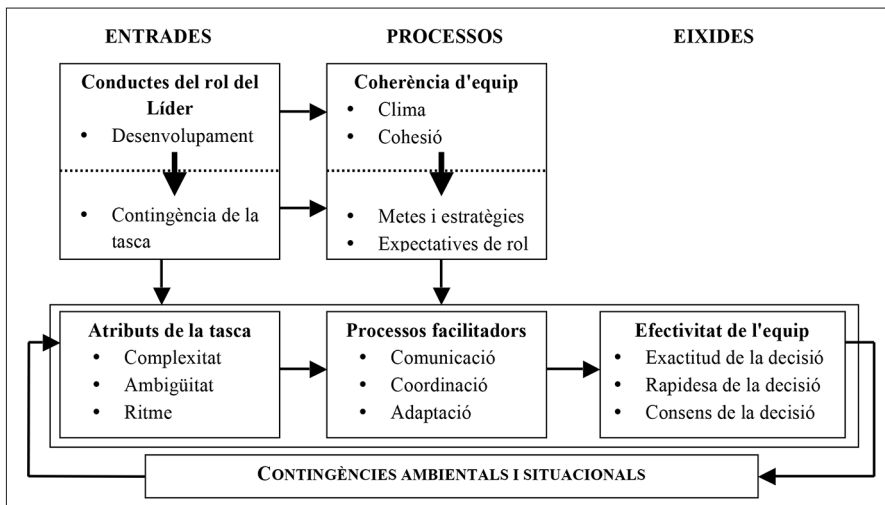 ENTRADES
PROCESSOS
EIXIDES
Conductes del rol del
Líder
• Desenvolupament
• Contingència de la
tasca
Coherència d'equip
• Clima
• Cohesió
• Metes i estratègies
• Expectatives de rol
Atributs de la tasca
• Complexitat
• Ambigüitat
• Ritme
Processos facilitadors
• Comunicació
• Coordinació
• Adaptació
Efectivitat de l'equip
• Exactitud de la decisió
• Rapidesa de la decisió
• Consens de la decisió
CONTINGÈNCIES AMBIENTALS I SITUACIONALS